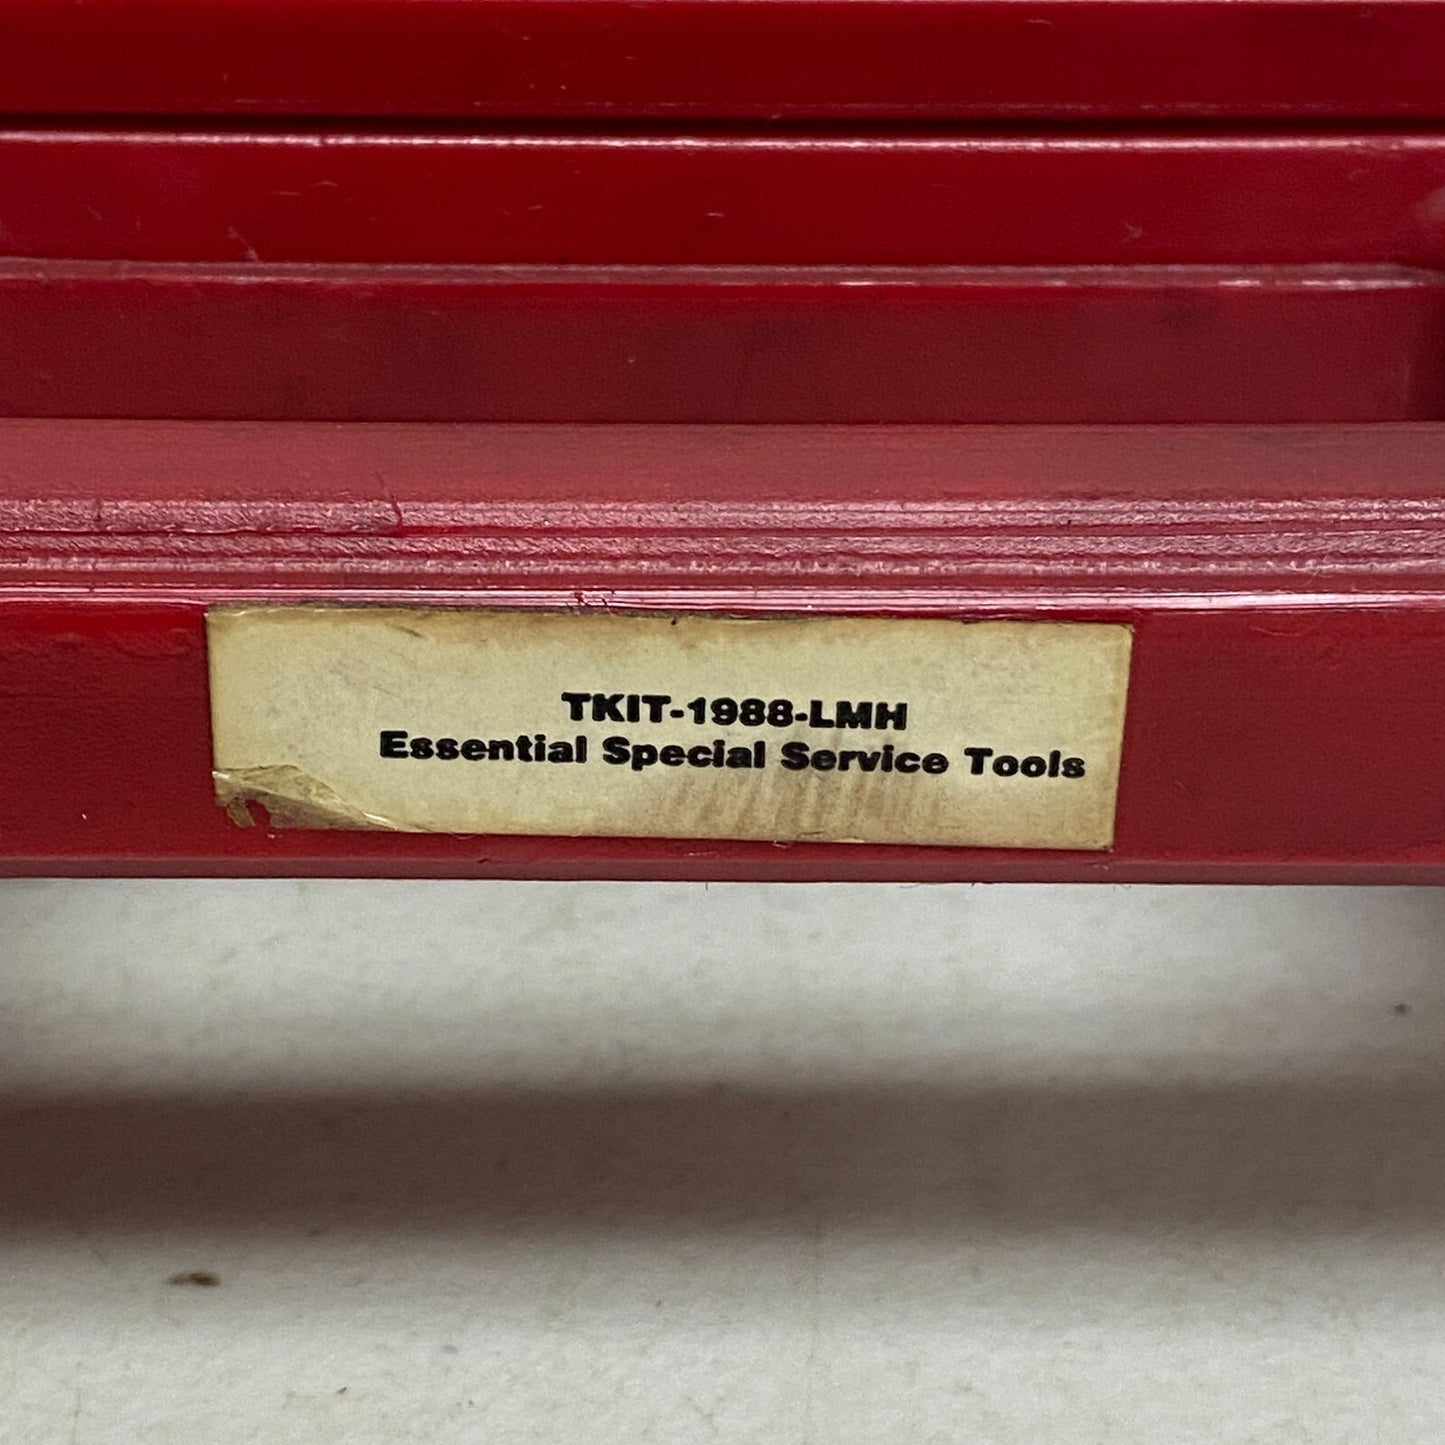 TKIT-1988-LMH
Essential Special Service Tools